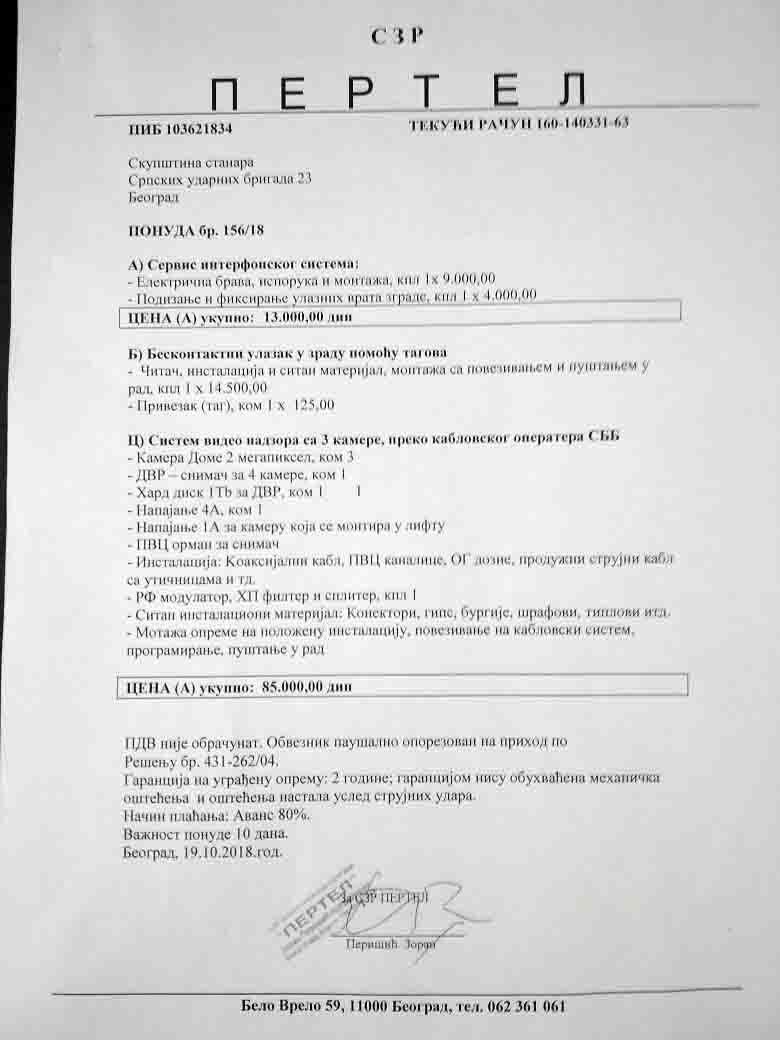 СЗР
ПЕРТЕЛ
ПИБ 103621834 ТЕКУЋИ РАЧУН 160-140331-63
Скупштина станара
Српских ударних бригада 23
Београд
ПОНУДА бр. 156/18
А) Сервис интерфонског система:
- Електрична брава, испорука и монтажа, кпл 1х 9.000,00
- Подизање и фиксирање улазних врата зграде, кпл 1 х 4.000,00
ЦЕНА (А) укупно: 13.000,00 дин
Б) Бесконтактни улазак у зраду помоћу тагова
- Читач, инсталација и ситан материјал, монтажа са повезивањем и пуштањем у
рад, кпл 1 х 14.500,00
- Привезак (таг), ком 1 х 125,00
Ц) Систем видео надзора са 3 камере, преко кабловског оператера СББ
- Камера Доме 2 мегапиксел, ком 3
- ДВР – снимач за 4 камере, ком 1
- Хард диск 1Tb за ДВР, ком 1 1
- Напајање 4А, ком 1
- Напајање 1А за камеру која се монтира у лифту
- ПВЦ орман за снимач
- Инсталација: Коаксијални кабл, ПВЦ каналице, ОГ дозне, продужни струјни кабл
са утичницама и тд.
- РФ модулатор, ХП филтер и сплитер, кпл 1
- Ситан инсталациони материјал: Конектори, гипс, бургије, шрафови, типлови итд.
- Мотажа опреме на положену инсталацију, повезивање на кабловски систем,
програмирање, пуштање у рад
ЦЕНА (А) укупно: 85.000,00 дин
ПДВ није обрачунат. Обвезник паушално опорезован на приход по
Решењу бр. 431-262/04.
Гаранција на уграђену опрему: 2 године; гаранцијом нису обухваћена механичка
оштећења и оштећења настала услед струјних удара.
Начин плаћања: Аванс 80%.
Важност понуде 10 дана.
Београд, 19.10.2018.год.
За СЗР ПЕРТЕЛ
"ПЕРТЕЛ"
Перишић Зоран
Бело Врело 59, 11000 Београд, тел. 062 361 061